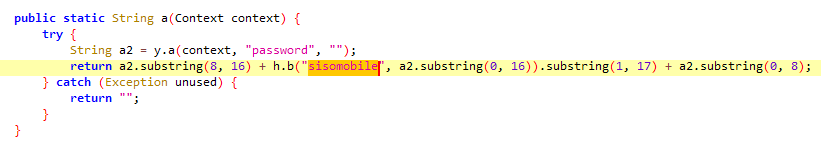 public static String a(Context context) {
try {
String a2 = y.a(context, "password", "");
return a2.substring(8, 16) + h.b("sisomobile", a2.substring(0, 16)).substring(1, 17) + a2.substring(0, 8);
} catch (Exception unused) {
return "";
}
}